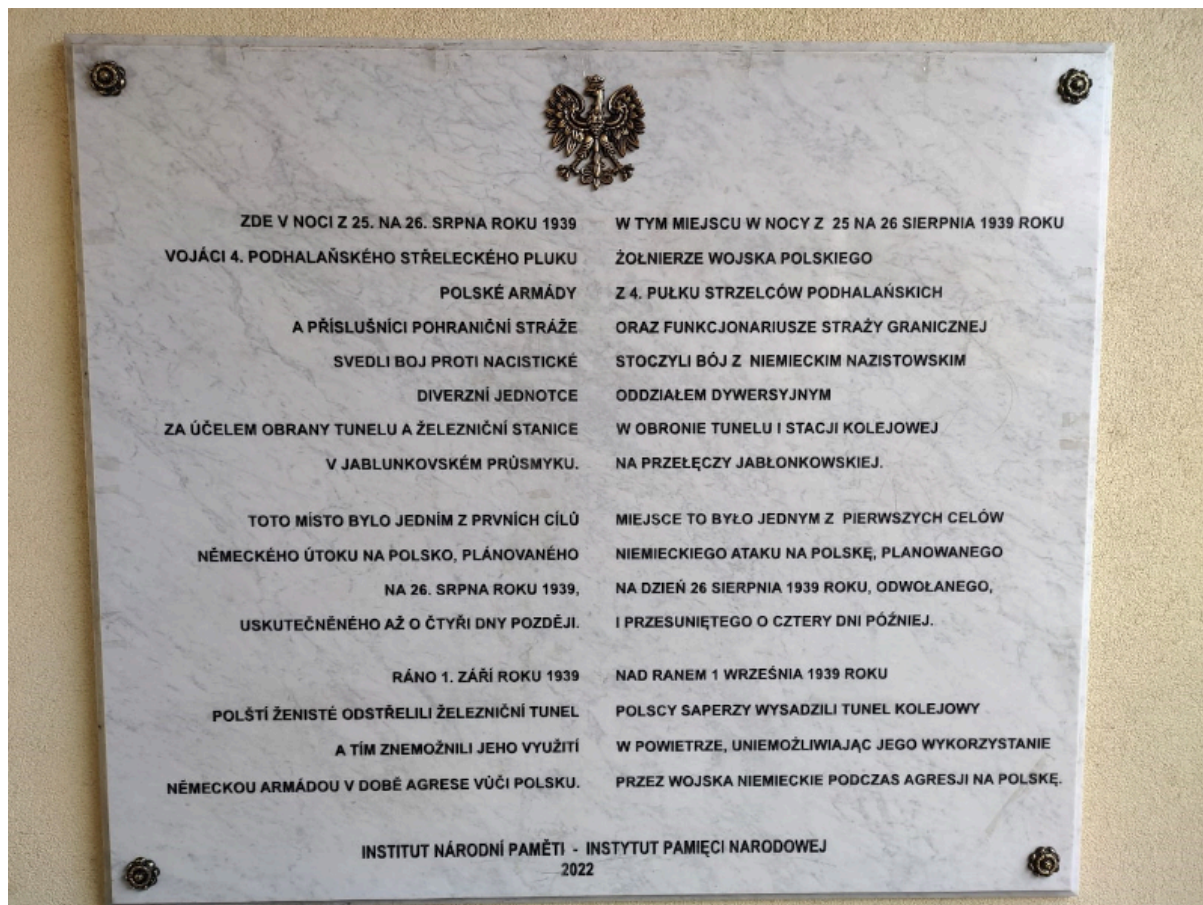 ZDE V NOCI Z 25. NA 26. SRPNA ROKU 1939
VOJÁCI 4. PODHALAŇSKÉHO STŘELECKÉHO PLUKU
POLSKÉ ARMÁDY
A PŘÍSLUŠNÍCI POHRANIČNÍ STRÁŽE
SVEDLI BOJ PROTI NACISTICKÉ
DIVERZNÍ JEDNOTCE
ZA ÚČELEM OBRANY TUNELU A ŽELEZNIČNÍ STANICE
V JABLUNKOVSKÉM PRŮSMYKU.
TOTO MÍSTO BYLO JEDNÍM Z PRVNÍCH CÍLŮ
NĚMECKÉHO ÚTOKU NA POLSKO, PLÁNOVANÉHO
NA 26. SRPNA ROKU 1939,
USKUTEČNĚNÉHO AŽ O ČTYŘI DNY POZDĚJI.
RÁNO 1. ZÁŘÍ ROKU 1939
POLŠTÍ ŽENISTÉ ODSTŘELILI ŽELEZNIČNÍ TUNEL
A TÍM ZNEMOŽNILI JEHO VYUŽITÍ
NĚMECKOU ARMÁDOU V DOBĚ AGRESE VŮČI POLSKU.
W TYM MIEJSCU W NOCY Z 25 NA 26 SIERPNIA 1939 ROKU
ŻOŁNIERZE WOJSKA POLSKIEGO
Z 4. PUŁKU STRZELCÓW PODHALAŃSKICH
ORAZ FUNKCJONARIUSZE STRAŻY GRANICZNEJ
STOCZYLI BÓJ Z NIEMIECKIM NAZISTOWSKIM
ODDZIAŁEM DYWERSYJNYM
W OBRONIE TUNELU I STACJI KOLEJOWEJ
NA PRZEŁĘCZY JABŁONKOWSKIEJ.
MIEJSCE TO BYŁO JEDNYM Z PIERWSZYCH CELÓW
NIEMIECKIEGO ATAKU NA POLSKĘ, PLANOWANEGO
NA DZIEŃ 26 SIERPNIA 1939 ROKU, ODWOŁANEGO,
I PRZESUNIĘTEGO O CZTERY DNI PÓŹNIEJ.
NAD RANEM 1 WRZEŚNIA 1939 ROKU
POLSCY SAPERZY WYSADZILI TUNEL KOLEJOWY
W POWIETRZE, UNIEMOŻLIWIAJĄC JEGO WYKORZYSTANIE
PRZEZ WOJSKA NIEMIECKIE PODCZAS AGRESJI NA POLSKĘ.
INSTITUT NÁRODNÍ PAMĚTI - INSTYTUT PAMIĘCI NARODOWEJ
2022